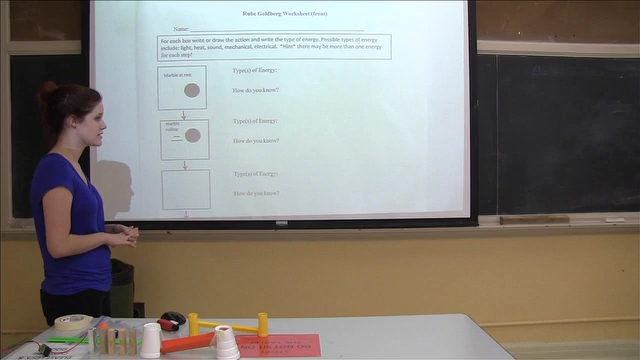 Rube Goldberg Worksheet (front)
Name:
For each box write or draw the action and write the type of energy. Possible types of energy
include: light, heat, sound, mechanical, electrical. *Hint* there may be more than one energy
for each step!
Marble at rest
Type(s) of Energy:
How do you know?
Marble
rolling
Type(s) of Energy:
How do you know?
Type(s) of Energy:
How do you know?
DO NOT